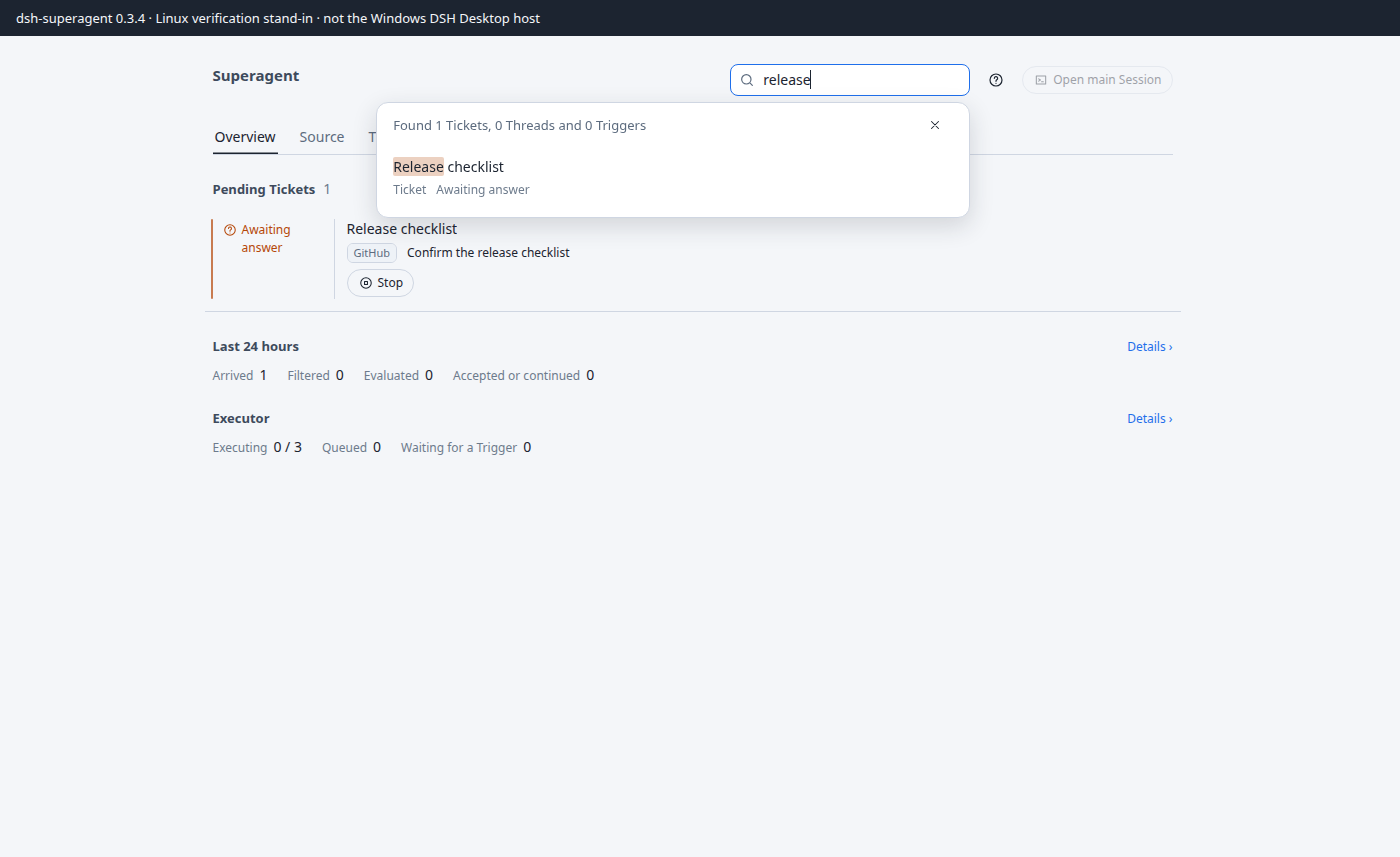 dsh-superagent 0.3.4 · Linux verification stand-in · not the Windows DSH Desktop host
Superagent
release
Open main Session
Found 1 Tickets, 0 Threads and 0 Triggers
Overview Source T
Release checklist
Ticket Awaiting answer
Pending Tickets 1
Awaiting answer
Release checklist
GitHub Confirm the release checklist
Stop
Last 24 hours Details ›
Arrived 1 Filtered 0 Evaluated 0 Accepted or continued 0
Executor Details ›
Executing 0 / 3 Queued 0 Waiting for a Trigger 0